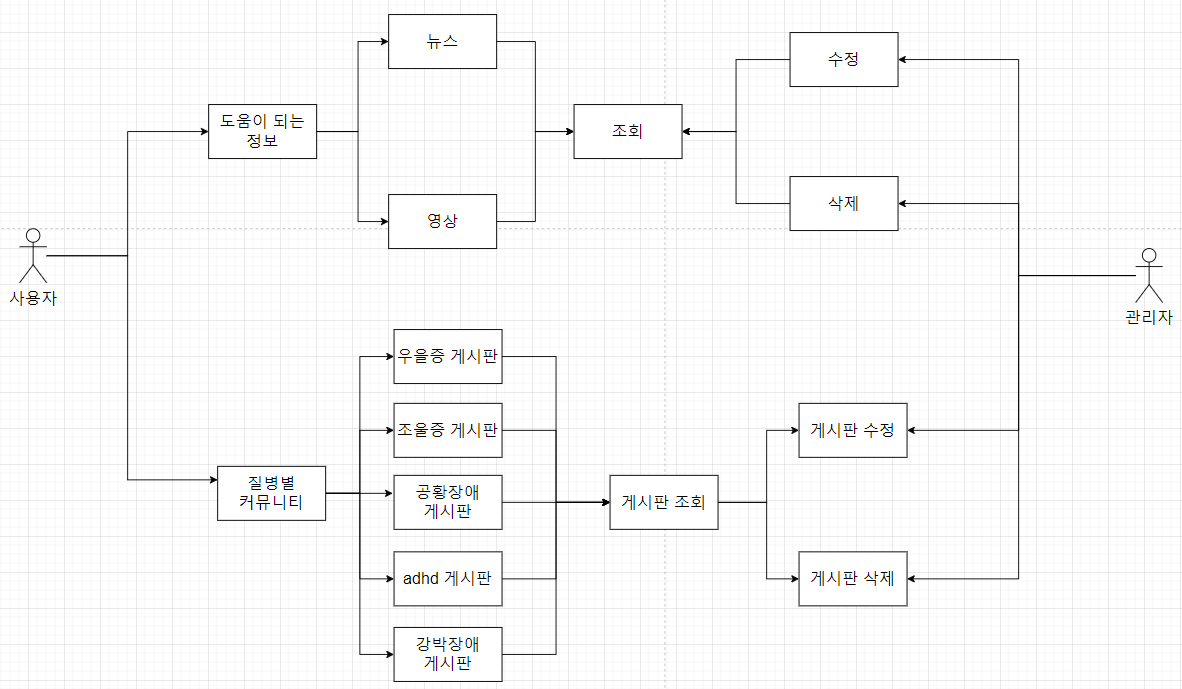 뉴스
수정
도움이 되는
정보
조회
영상
삭제
사용자
관리자
우울증 게시판
조울증 게시판
게시판 수정
질병별
커뮤니티
공황장애
게시판
게시판 조회
adhd 게시판
게시판 삭제
강박장애
게시판